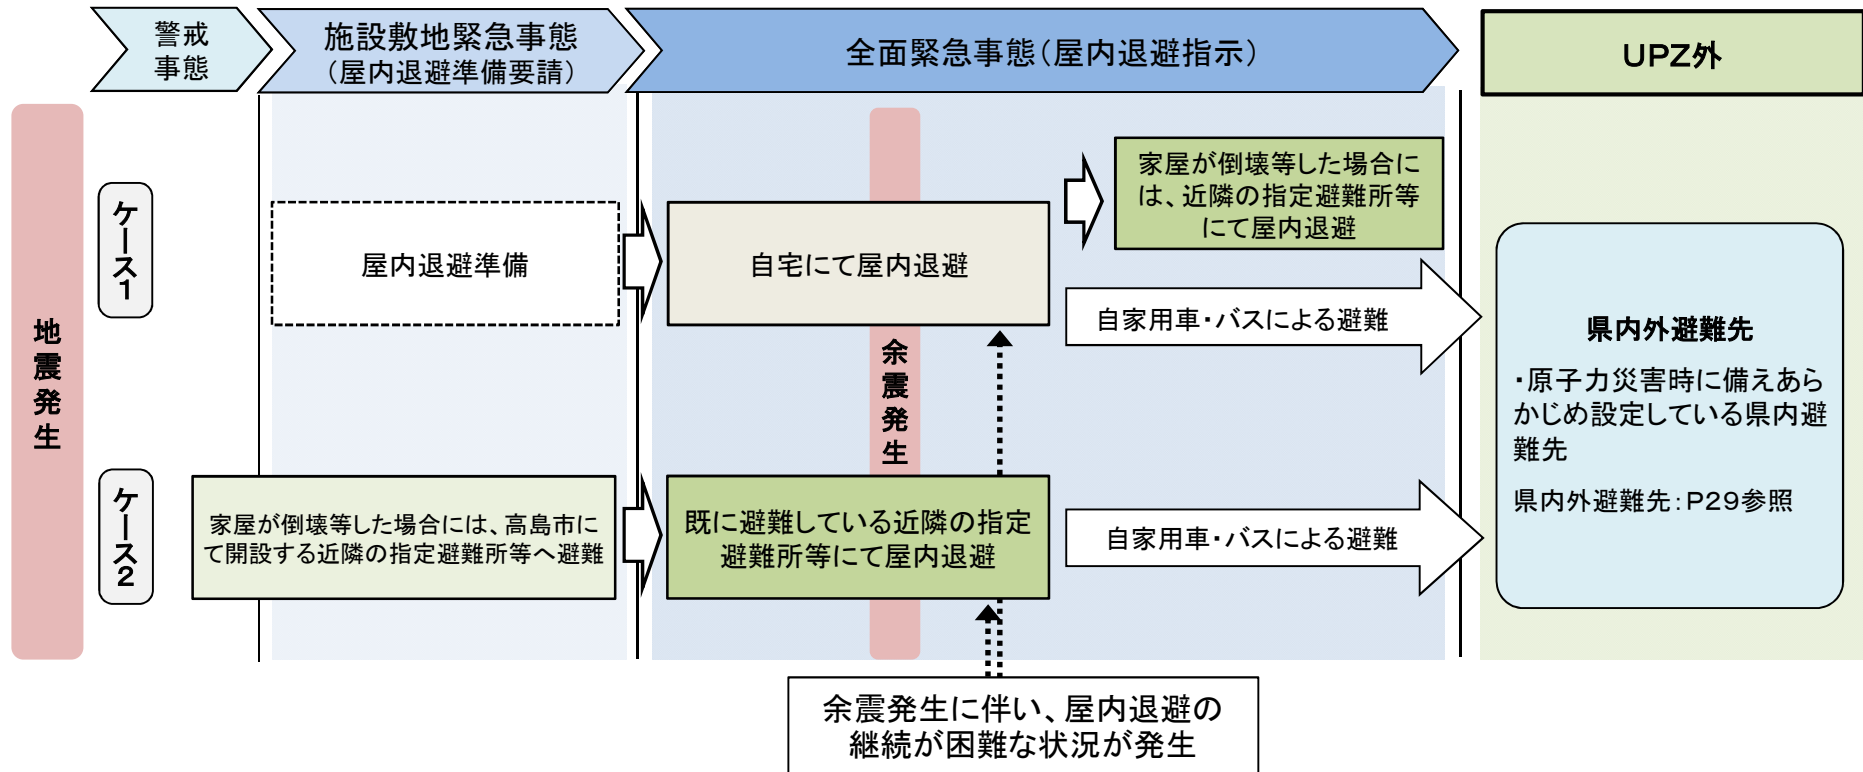 警戒
事態
施設敷地緊急事態
（屋内退避準備要請）
全面緊急事態（屋内退避指示）
UPZ外
地震発生
ケース1
屋内退避準備
自宅にて屋内退避
家屋が倒壊等した場合に
は、近隣の指定避難所等
にて屋内退避
自家用車・バスによる避難
余震発生
ケース2
家屋が倒壊等した場合には、高島市に
て開設する近隣の指定避難所等へ避難
既に避難している近隣の指定
避難所等にて屋内退避
自家用車・バスによる避難
県内外避難先
・原子力災害時に備えあら
かじめ設定している県内避
難先
県内外避難先：P29参照
余震発生に伴い、屋内退避の
継続が困難な状況が発生